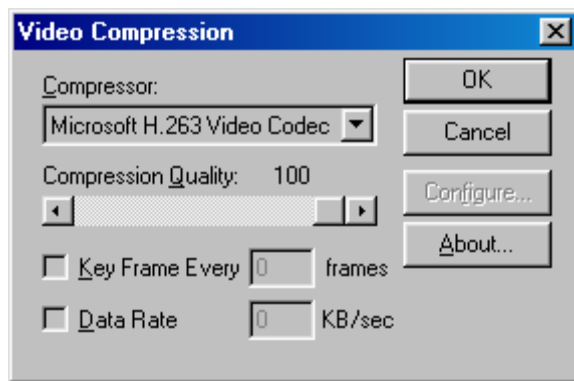 Video Compression
Compressor:
Microsoft H.263 Video Codec
Compression Quality: 100
Key Frame Every 0 frames
Data Rate 0 KB/sec
OK
Cancel
Configure...
About...